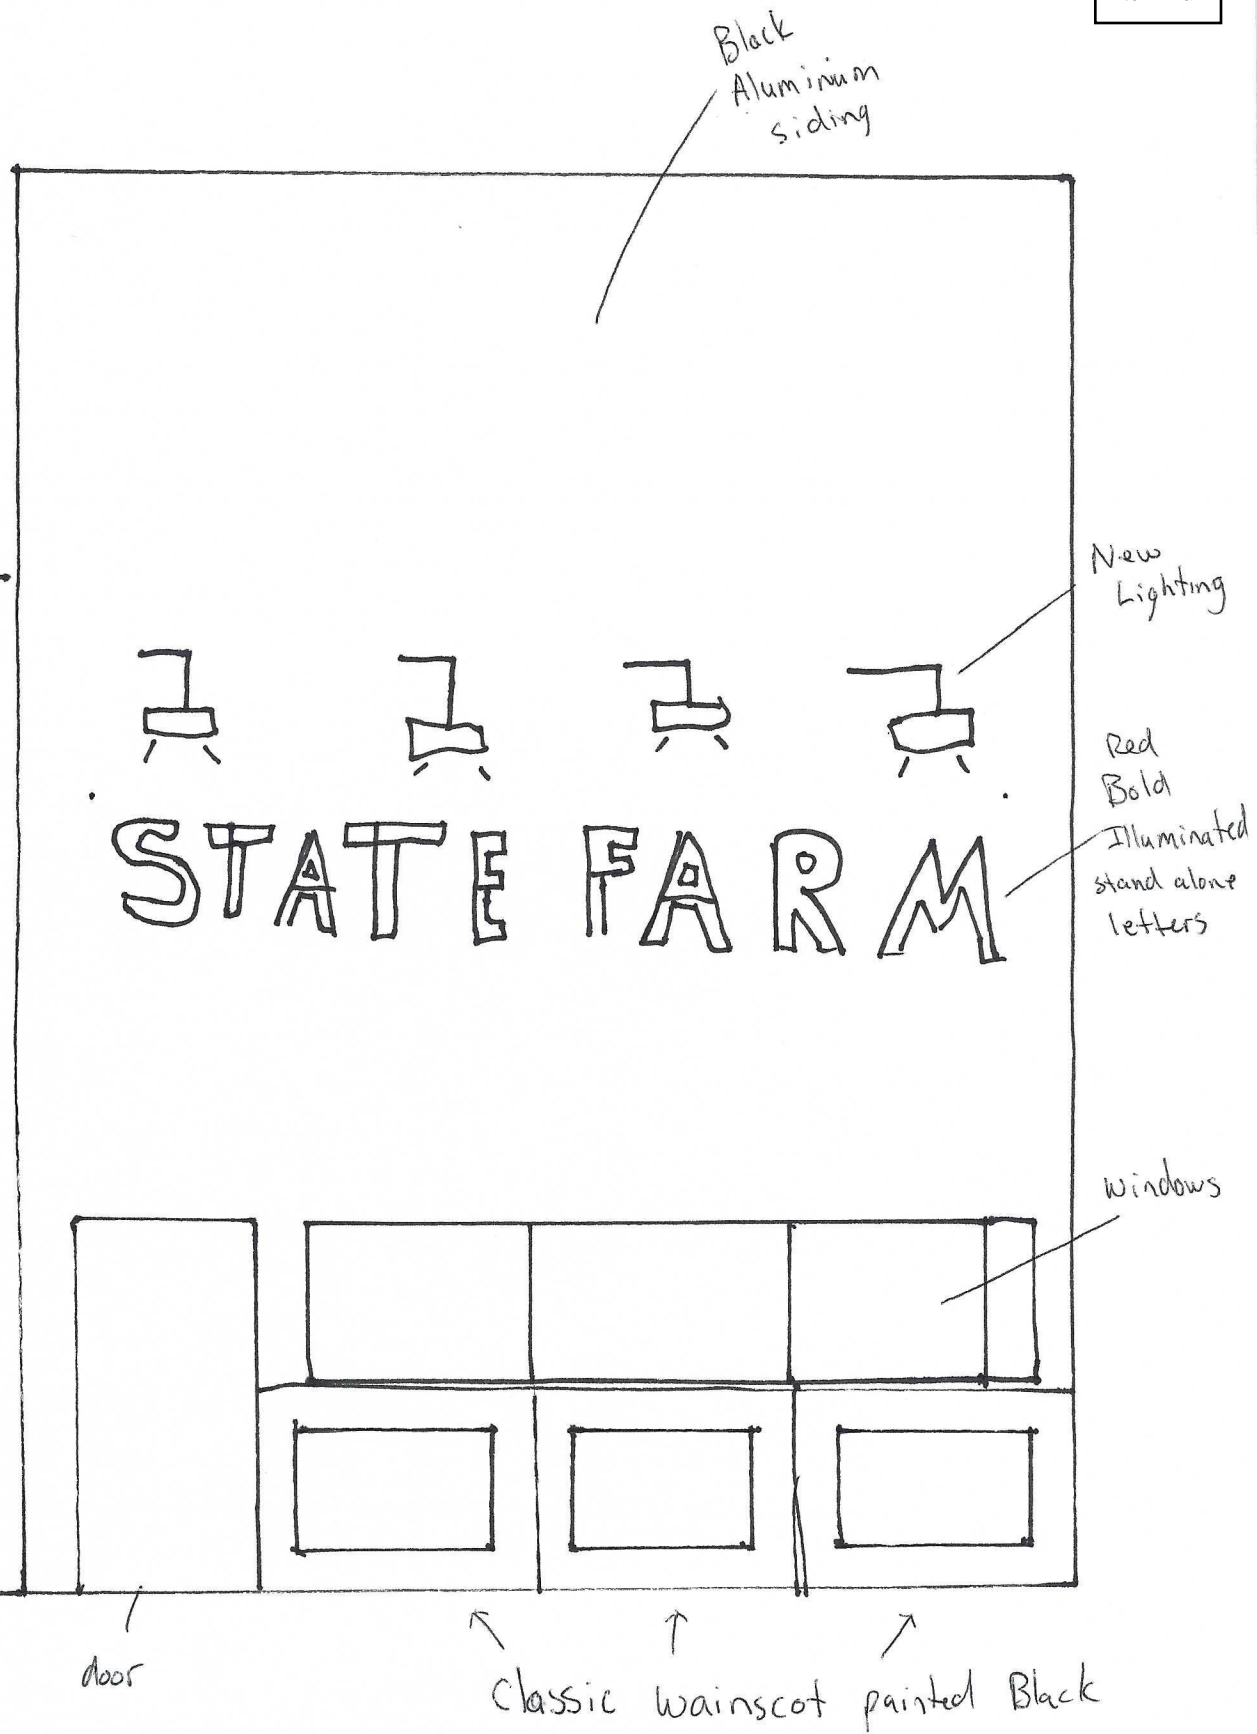 Black
Aluminium
siding
New
Lighting
Red
Bold
Illuminated
stand alone
letters
STATE FARM
windows
door
Classic wainscot painted Black